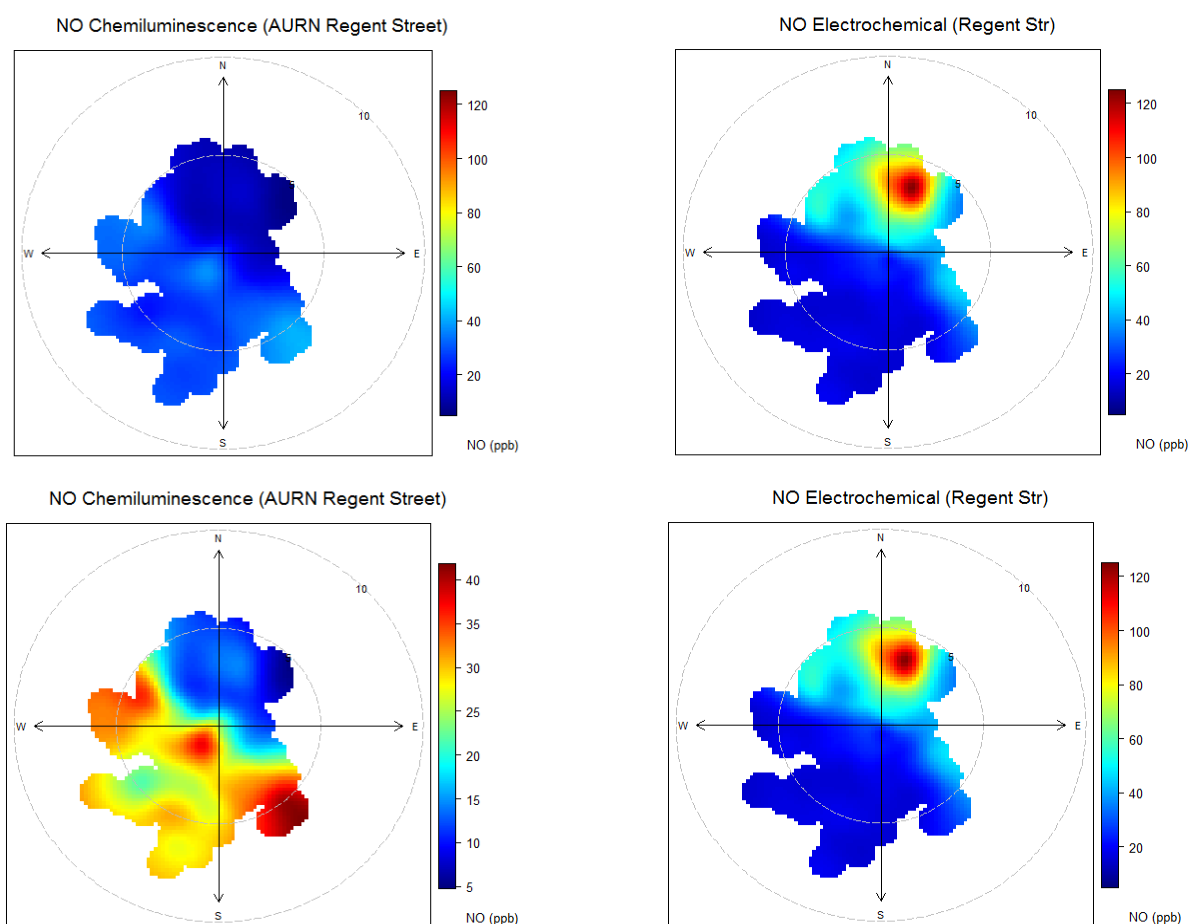 NO Chemiluminescence (AURN Regent Street)
N
10
W
E
S
120
100
80
60
40
20
NO (ppb)
NO Electrochemical (Regent Str)
N
10
5
W
E
S
120
100
80
60
40
20
NO (ppb)
NO Chemiluminescence (AURN Regent Street)
N
10
W
E
S
40
35
30
25
20
15
10
5
NO (ppb)
NO Electrochemical (Regent Str)
N
10
5
W
E
S
120
100
80
60
40
20
NO (ppb)